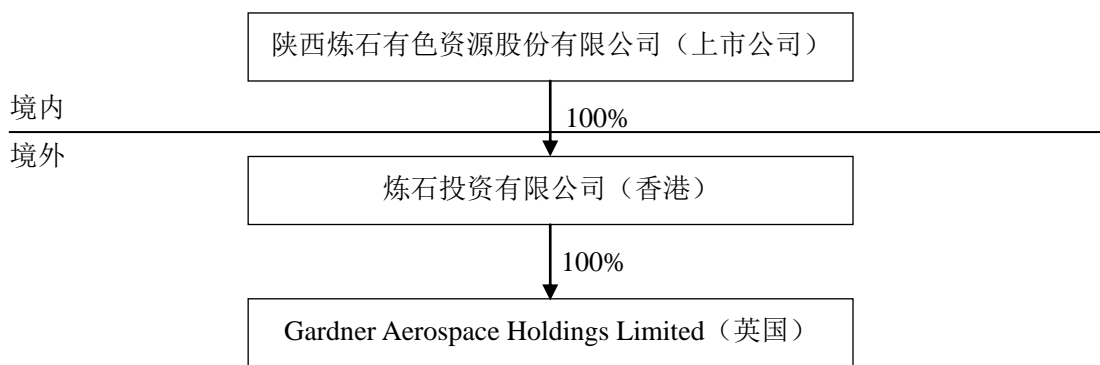 陕西炼石有色资源股份有限公司（上市公司）
境内
100%
境外
炼石投资有限公司（香港）
100%
Gardner Aerospace Holdings Limited（英国）